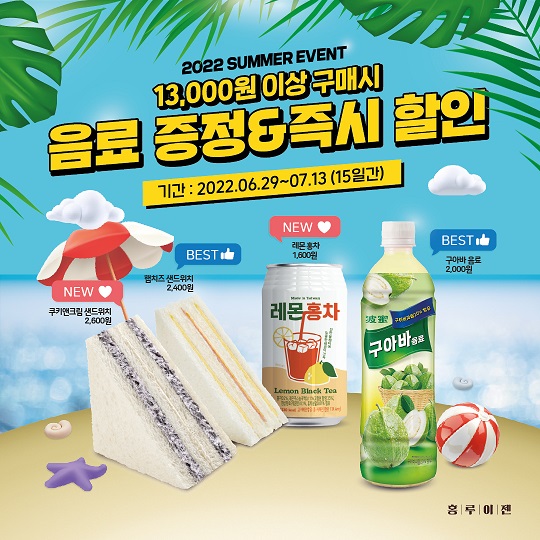 2022 SUMMER EVENT
13,000원 이상 구매시
음료 증정&즉시 할인
기간 : 2022.06.29~07.13 (15일간)
NEW
쿠키앤크림 샌드위치
2,600원
BEST
햄치즈 샌드위치
2,400원
NEW
레몬 홍차
1,600원
BEST
구아바 음료
2,000원
Made in Taiwan
레몬홍차
Lemon Black Tea
구아바음료
홍루이젠